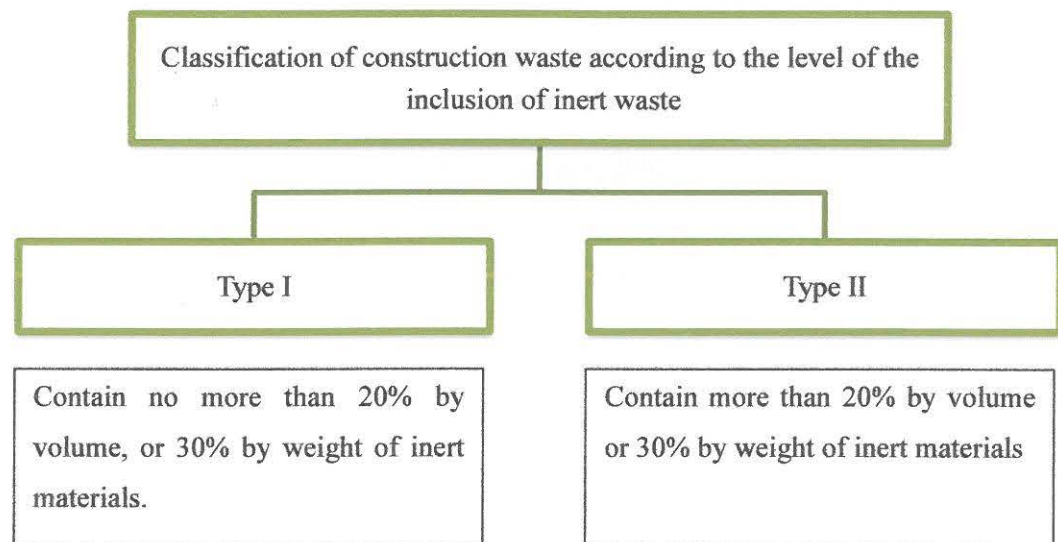 Classification of construction waste according to the level of the
inclusion of inert waste
Type I
Type II
Contain no more than 20% by
volume, or 30% by weight of inert
materials.
Contain more than 20% by volume
or 30% by weight of inert materials